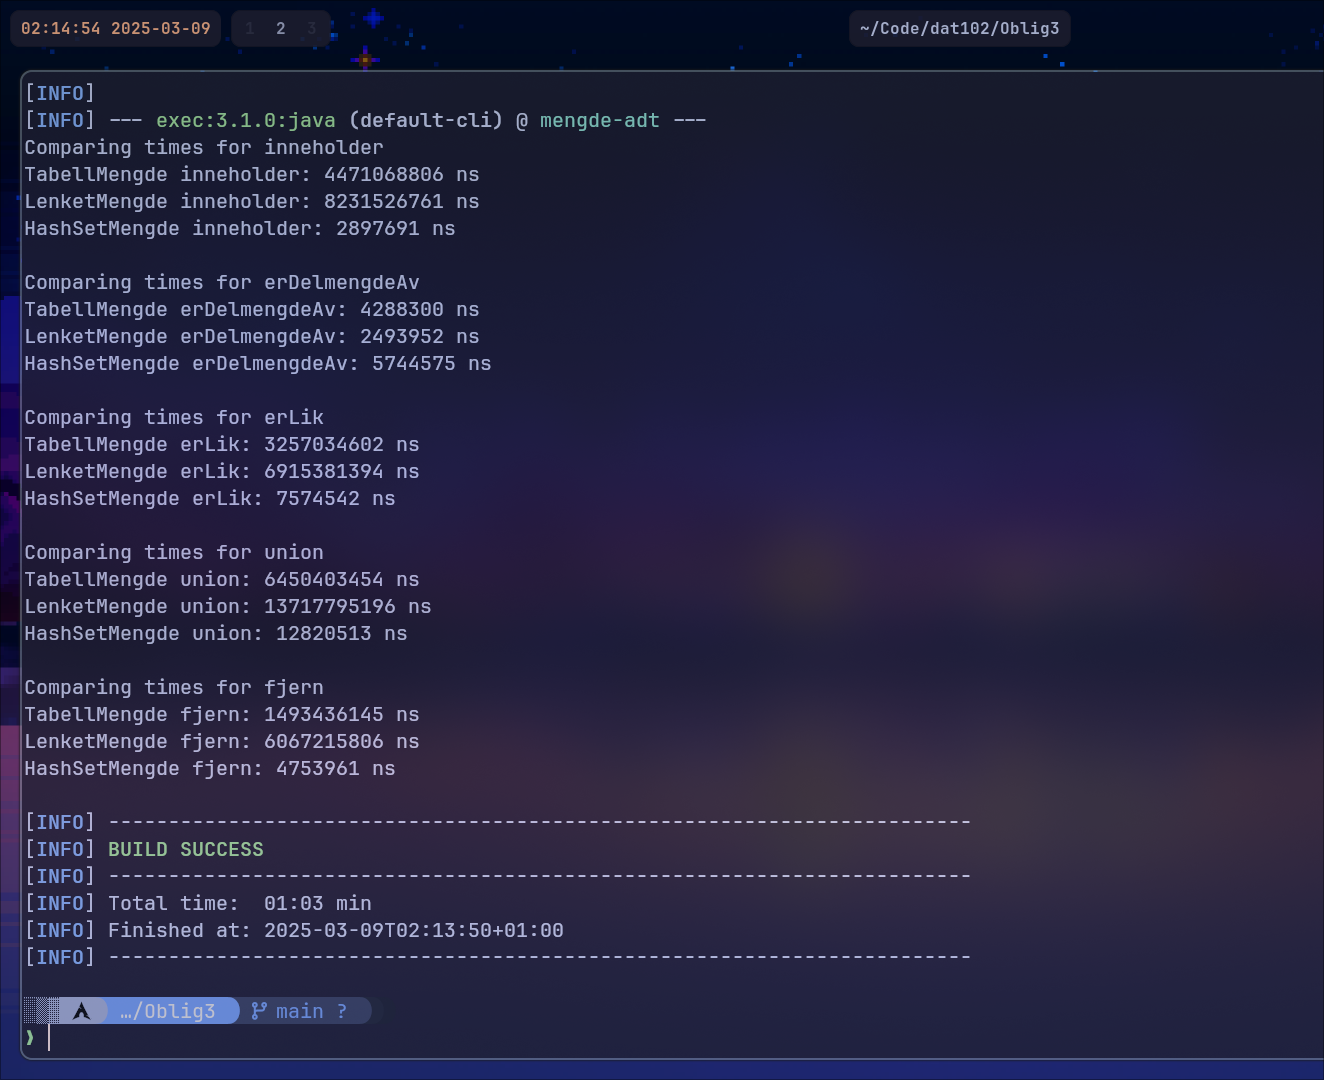 02:14:54 2025-03-09 1 2 3 ~/Code/dat102/Oblig3
[INFO]
[INFO] --- exec:3.1.0:java (default-cli) @ mengde-adt ---
Comparing times for inneholder
TabellMengde inneholder: 4471068806 ns
LenketMengde inneholder: 8231526761 ns
HashSetMengde inneholder: 2897691 ns
Comparing times for erDelmengdeAv
TabellMengde erDelmengdeAv: 4288300 ns
LenketMengde erDelmengdeAv: 2493952 ns
HashSetMengde erDelmengdeAv: 5744575 ns
Comparing times for erLik
TabellMengde erLik: 3257034602 ns
LenketMengde erLik: 6915381394 ns
HashSetMengde erLik: 7574542 ns
Comparing times for union
TabellMengde union: 6450403454 ns
LenketMengde union: 13717795196 ns
HashSetMengde union: 12820513 ns
Comparing times for fjern
TabellMengde fjern: 1493436145 ns
LenketMengde fjern: 6067215806 ns
HashSetMengde fjern: 4753961 ns
[INFO] ------------------------------------------------------------------------
[INFO] BUILD SUCCESS
[INFO] ------------------------------------------------------------------------
[INFO] Total time:  01:03 min
[INFO] Finished at: 2025-03-09T02:13:50+01:00
[INFO] ------------------------------------------------------------------------
…/Oblig3 main ?
❯